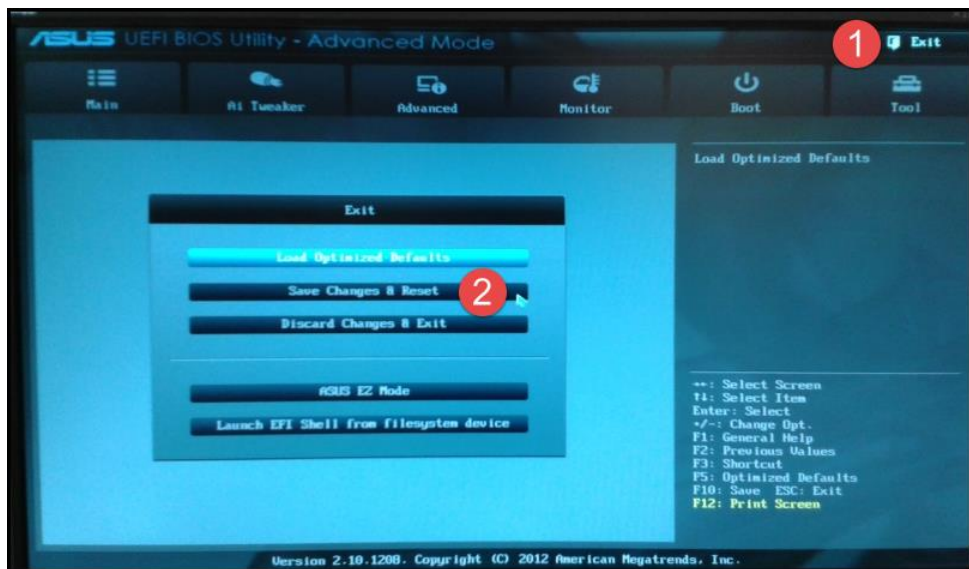 ASUS UEFI BIOS Utility - Advanced Mode
1
Exit
Main
Ai Tweaker
Advanced
Monitor
Boot
Tool
Load Optimized Defaults
Exit
Load Optimized Defaults
Save Changes & Reset
2
Discard Changes & Exit
ASUS EZ Mode
Launch EFI Shell from filesystem device
→←: Select Screen
↑↓: Select Item
Enter: Select
+/-: Change Opt.
F1: General Help
F2: Previous Values
F3: Shortcut
F5: Optimized Defaults
F10: Save ESC: Exit
F12: Print Screen
Version 2.10.1208. Copyright (C) 2012 American Megatrends, Inc.